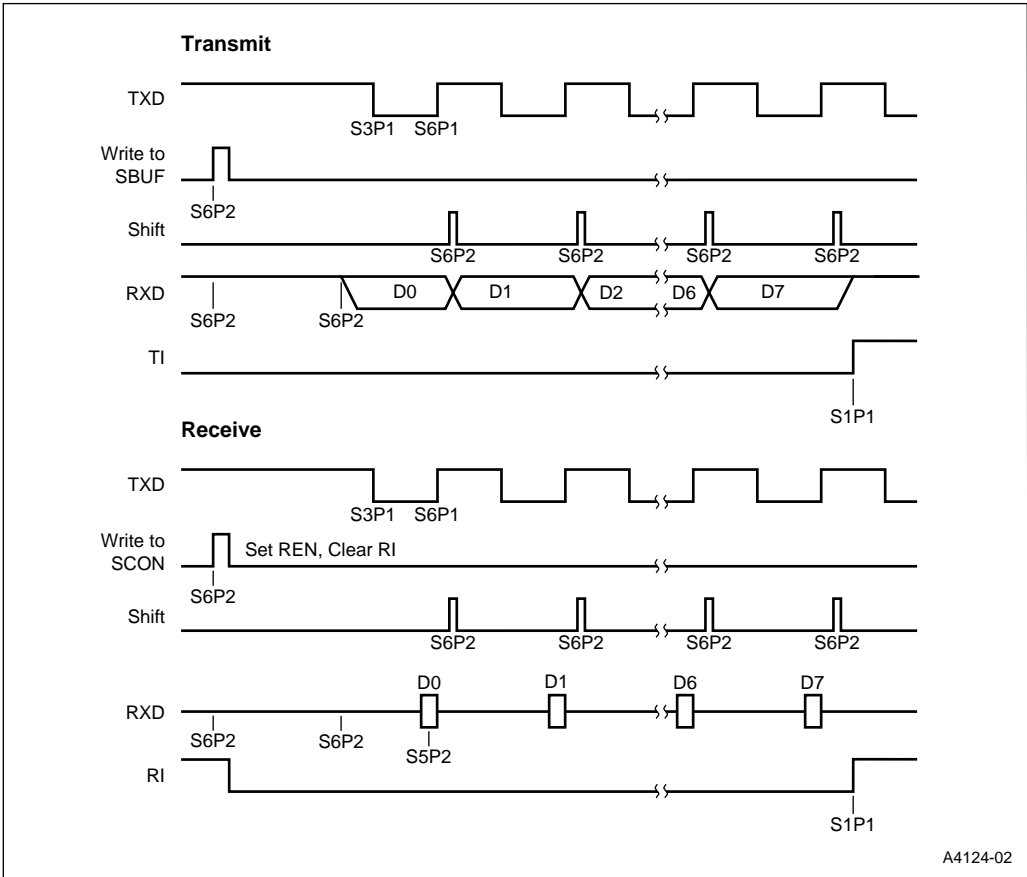 Transmit
TXD
S3P1 S6P1
Write to
SBUF
S6P2
Shift
S6P2 S6P2 S6P2 S6P2
RXD D0 D1 D2 D6 D7
S6P2 S6P2
TI
S1P1
Receive
TXD
S3P1 S6P1
Write to
SCON Set REN, Clear RI
S6P2
Shift
S6P2 S6P2 S6P2 S6P2
D0 D1 D6 D7
RXD
S6P2 S6P2 S5P2
RI
S1P1
A4124-02